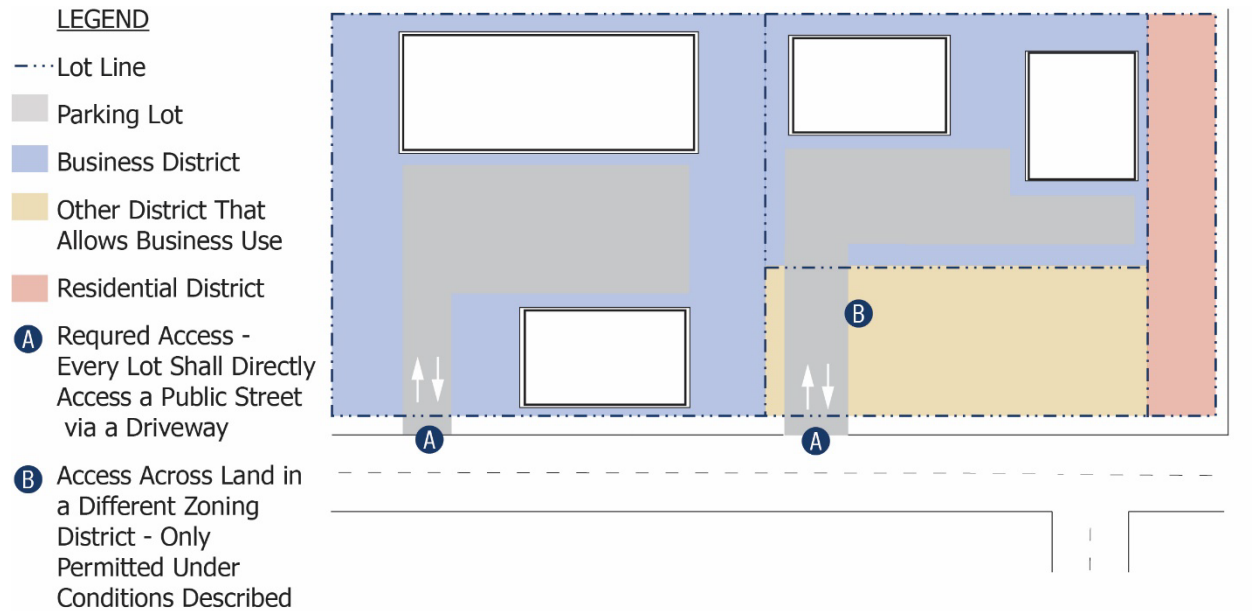 LEGEND
Lot Line
Parking Lot
Business District
Other District That
Allows Business Use
Residential District
A Requred Access -
Every Lot Shall Directly
Access a Public Street
via a Driveway
B Access Across Land in
a Different Zoning
District - Only
Permitted Under
Conditions Described
B
A
A